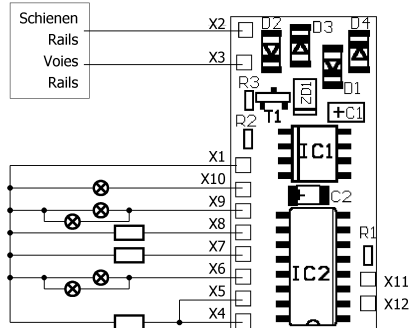 Schienen
Rails
Voies
Rails
X2
X3
D2
D3
D4
D1
R3
T1
ZD1
+C1
R2
IC1
X1
X10
C2
X9
X8
R1
X7
X6
IC2
X11
X5
X12
X4